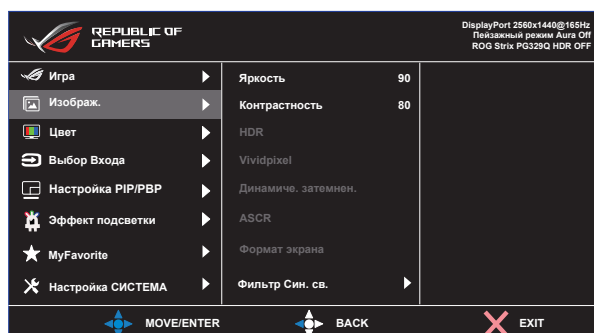 REPUBLIC OF
GAMERS
DisplayPort 2560x1440@165Hz
Пейзажный режим Aura Off
ROG Strix PG329Q HDR OFF
Игра
Изображ.
Цвет
Выбор Входа
Настройка PIP/PBP
Эффект подсветки
MyFavorite
Настройка СИСТЕМА
Яркость 90
Контрастность 80
HDR
Vividpixel
Динамиче. затемнен.
ASCR
Формат экрана
Фильтр Син. св.
MOVE/ENTER BACK EXIT